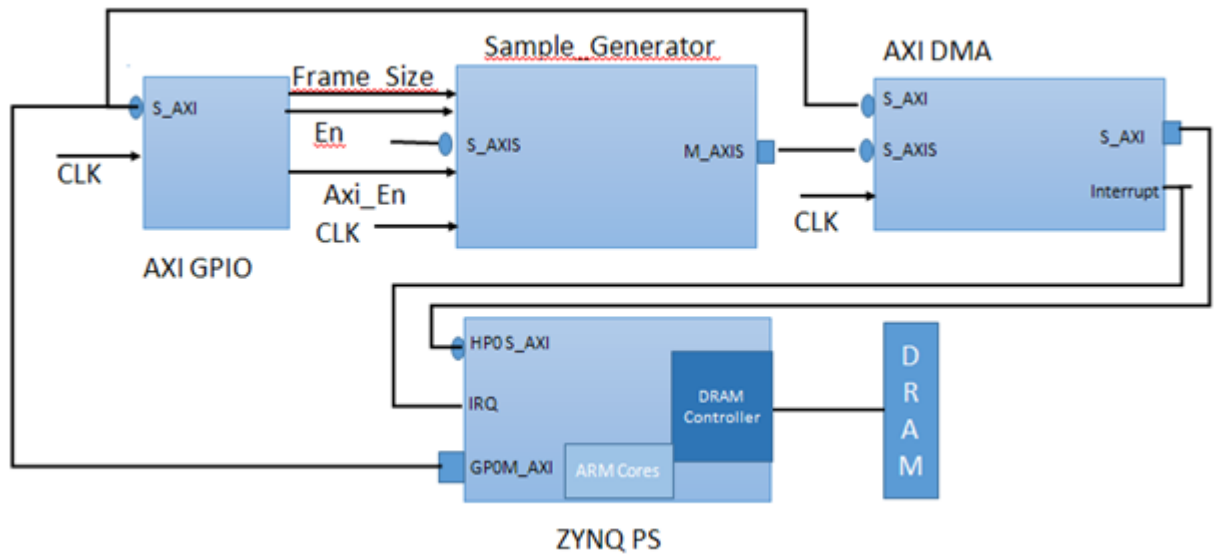 Sample_Generator
AXI DMA
Frame_Size
S_AXI
En
S_AXIS
M_AXIS
S_AXI
S_AXIS
S_AXI
Interrupt
CLK
Axi_En
CLK
CLK
AXI GPIO
HP0 S_AXI
IRQ
GP0M_AXI
DRAM
Controller
ARM Cores
D
R
A
M
ZYNQ PS